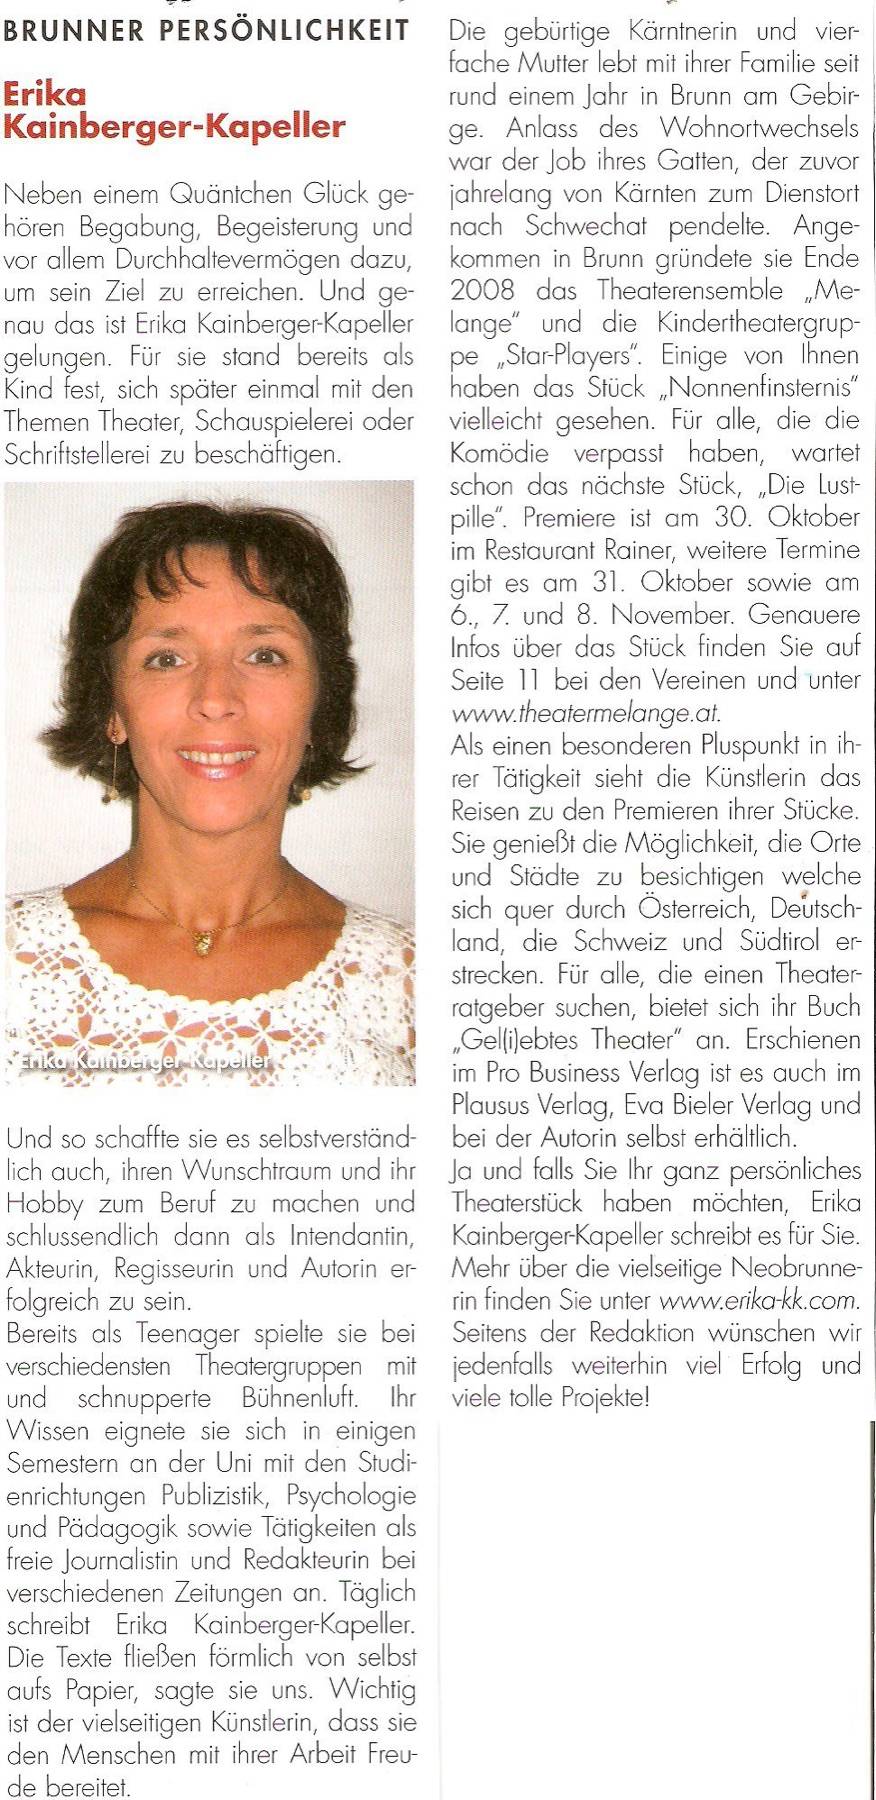 BRUNNER PERSÖNLICHKEIT
Erika
Kainberger-Kapeller
Neben einem Quäntchen Glück ge-
hören Begabung, Begeisterung und
vor allem Durchhaltevermögen dazu,
um sein Ziel zu erreichen. Und ge-
nau das ist Erika Kainberger-Kapeller
gelungen. Für sie stand bereits als
Kind fest, sich später einmal mit den
Themen Theater, Schauspielerei oder
Schriftstellerei zu beschäftigen.
Erika Kainberger-Kapeller
Und so schaffte sie es selbstverständ-
lich auch, ihren Wunschtraum und ihr
Hobby zum Beruf zu machen und
schlussendlich dann als Intendantin,
Akteurin, Regisseurin und Autorin er-
folgreich zu sein.
Bereits als Teenager spielte sie bei
verschiedensten Theatergruppen mit
und schnupperte Bühnenluft. Ihr
Wissen eignete sie sich in einigen
Semestern an der Uni mit den Studi-
enrichtungen Publizistik, Psychologie
und Pädagogik sowie Tätigkeiten als
freie Journalistin und Redakteurin bei
verschiedenen Zeitungen an. Täglich
schreibt Erika Kainberger-Kapeller.
Die Texte fließen förmlich von selbst
aufs Papier, sagte sie uns. Wichtig
ist der vielseitigen Künstlerin, dass sie
den Menschen mit ihrer Arbeit Freu-
de bereitet.
Die gebürtige Kärntnerin und vier-
fache Mutter lebt mit ihrer Familie seit
rund einem Jahr in Brunn am Gebir-
ge. Anlass des Wohnortwechsels
war der Job ihres Gatten, der zuvor
jahrelang von Kärnten zum Dienstort
nach Schwechat pendelte. Ange-
kommen in Brunn gründete sie Ende
2008 das Theaterensemble „Me-
lange“ und die Kindertheatergrup-
pe „Star-Players“. Einige von Ihnen
haben das Stück „Nonnenfinsternis“
vielleicht gesehen. Für alle, die die
Komödie verpasst haben, wartet
schon das nächste Stück, „Die Lust-
pille“. Premiere ist am 30. Oktober
im Restaurant Rainer, weitere Termine
gibt es am 31. Oktober sowie am
6., 7. und 8. November. Genauere
Infos über das Stück finden Sie auf
Seite 11 bei den Vereinen und unter
www.theatermelange.at.
Als einen besonderen Pluspunkt in ih-
rer Tätigkeit sieht die Künstlerin das
Reisen zu den Premieren ihrer Stücke.
Sie genießt die Möglichkeit, die Orte
und Städte zu besichtigen welche
sich quer durch Österreich, Deutsch-
land, die Schweiz und Südtirol er-
strecken. Für alle, die einen Theater-
ratgeber suchen, bietet sich ihr Buch
„Gel(i)ebtes Theater“ an. Erschienen
im Pro Business Verlag ist es auch im
Plausus Verlag, Eva Bieler Verlag und
bei der Autorin selbst erhältlich.
Ja und falls Sie Ihr ganz persönliches
Theaterstück haben möchten, Erika
Kainberger-Kapeller schreibt es für Sie.
Mehr über die vielseitige Neobrunne-
rin finden Sie unter www.erika-kk.com.
Seitens der Redaktion wünschen wir
jedenfalls weiterhin viel Erfolg und
viele tolle Projekte!